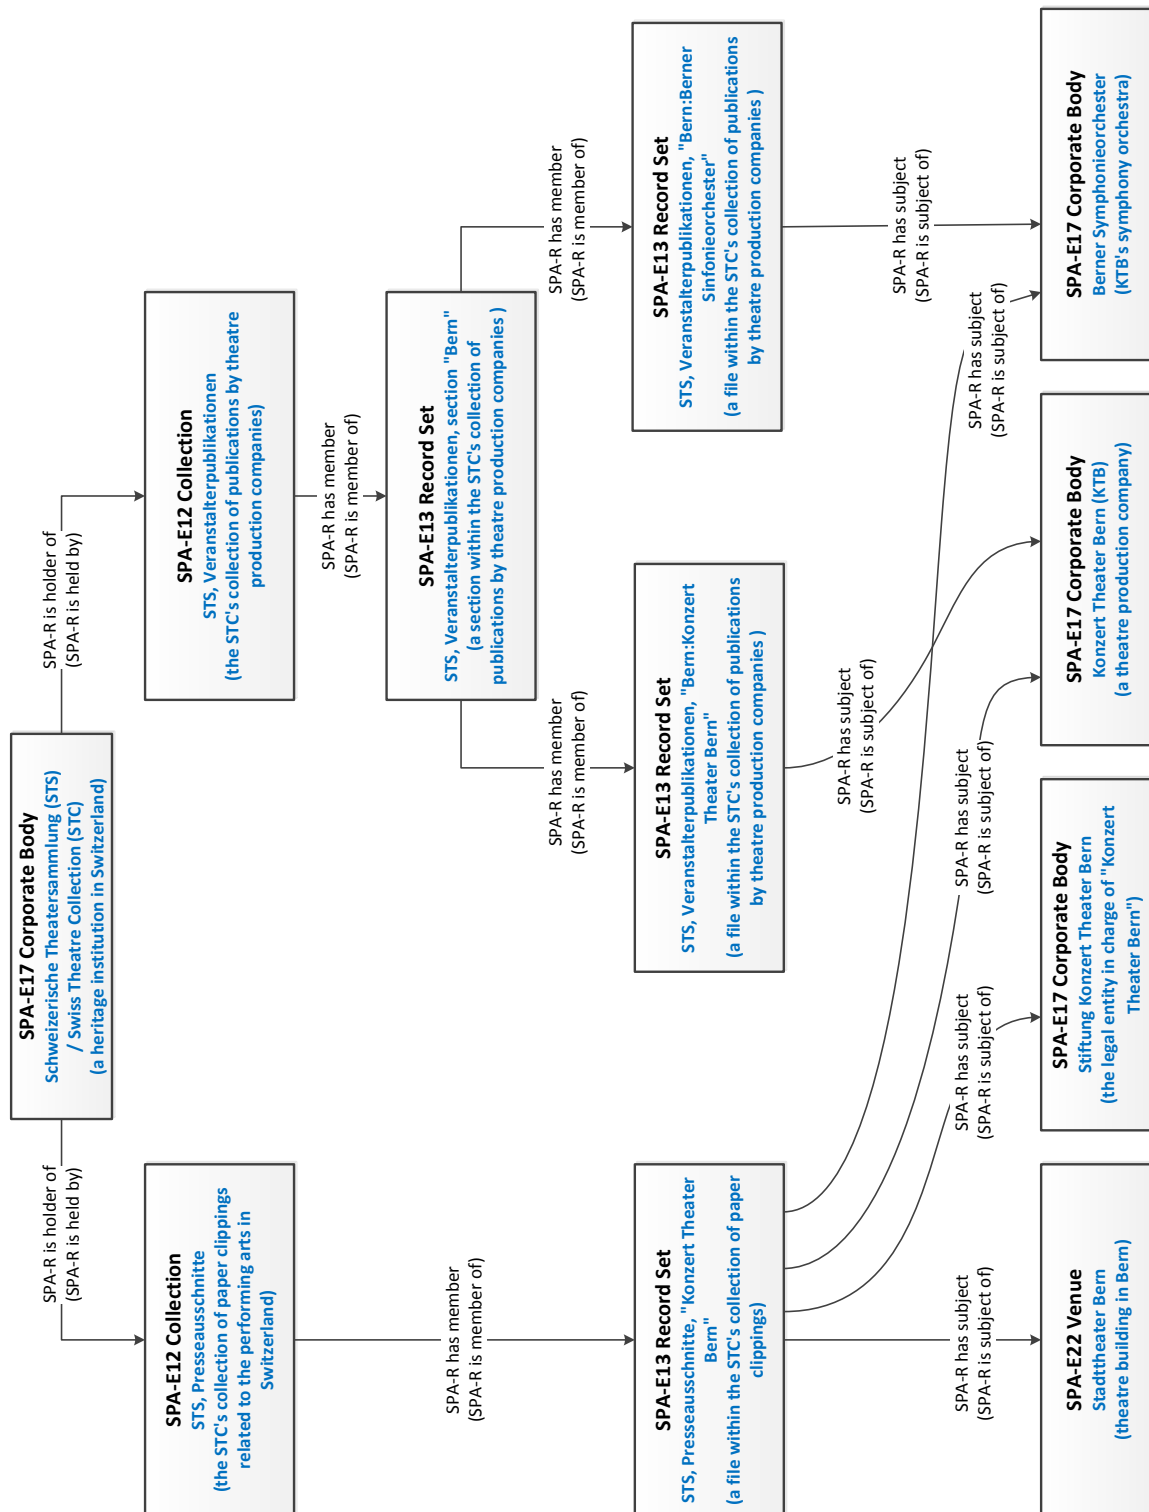 SPA-E17 Corporate Body
Schweizerische Theatersammlung (STS)
/ Swiss Theatre Collection (STC)
(a heritage institution in Switzerland)
SPA-R is holder of
(SPA-R is held by)
SPA-R is holder of
(SPA-R is held by)
SPA-E12 Collection
STS, Presseausschnitte
(the STC's collection of paper clippings
related to the performing arts in
Switzerland)
SPA-E12 Collection
STS, Veranstalterpublikationen
(the STC's collection of publications by theatre
production companies)
SPA-R has member
(SPA-R is member of)
SPA-E13 Record Set
STS, Veranstalterpublikationen, section "Bern"
(a section within the STC's collection of
publications by theatre production companies )
SPA-R has member
(SPA-R is member of)
SPA-R has member
(SPA-R is member of)
SPA-R has member
(SPA-R is member of)
SPA-E13 Record Set
STS, Presseausschnitte, "Konzert Theater
Bern"
(a file within the STC's collection of paper
clippings)
SPA-E13 Record Set
STS, Veranstalterpublikationen, "Bern:Konzert
Theater Bern"
(a file within the STC's collection of publications
by theatre production companies )
SPA-E13 Record Set
STS, Veranstalterpublikationen, "Bern:Berner
Sinfonieorchester"
(a file within the STC's collection of publications
by theatre production companies )
SPA-R has subject
(SPA-R is subject of)
SPA-R has subject
(SPA-R is subject of)
SPA-R has subject
(SPA-R is subject of)
SPA-R has subject
(SPA-R is subject of)
SPA-R has subject
(SPA-R is subject of)
SPA-R has subject
(SPA-R is subject of)
SPA-E22 Venue
Stadttheater Bern
(theatre building in Bern)
SPA-E17 Corporate Body
Stiftung Konzert Theater Bern
(the legal entity in charge of "Konzert
Theater Bern")
SPA-E17 Corporate Body
Konzert Theater Bern (KTB)
(a theatre production company)
SPA-E17 Corporate Body
Berner Symphonieorchester
(KTB's symphony orchestra)